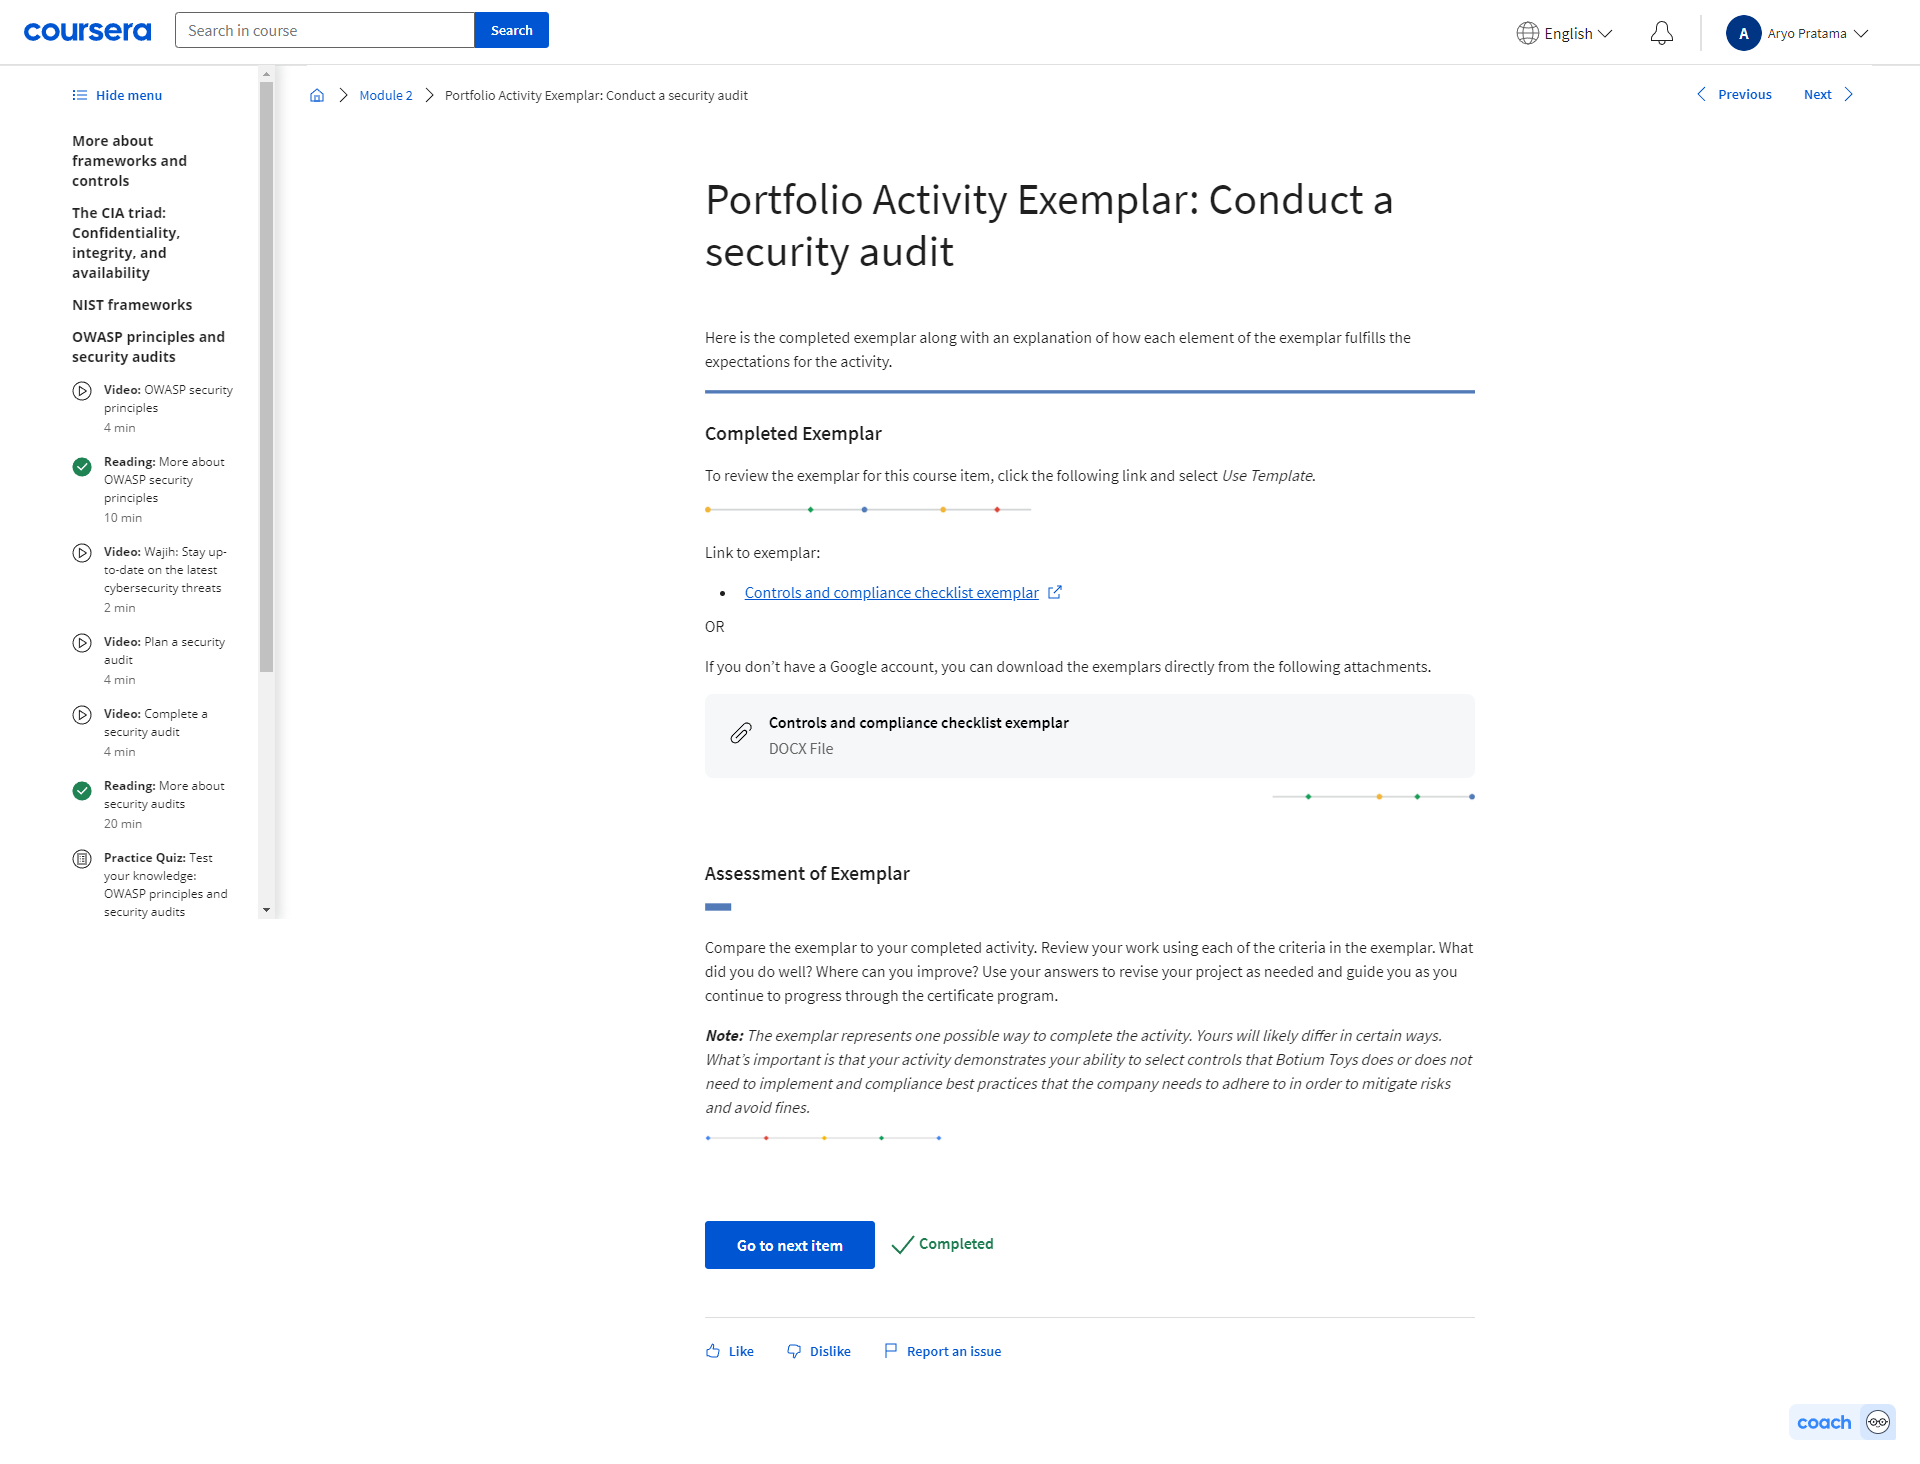 coursera
Search in course
Search
English
A
Aryo Pratama
Hide menu
More about
frameworks and
controls
The CIA triad:
Confidentiality,
integrity, and
availability
NIST frameworks
OWASP principles and
security audits
Video: OWASP security
principles
4 min
Reading: More about
OWASP security
principles
10 min
Video: Wajih: Stay up-
to-date on the latest
cybersecurity threats
2 min
Video: Plan a security
audit
4 min
Video: Complete a
security audit
4 min
Reading: More about
security audits
20 min
Practice Quiz: Test
your knowledge:
OWASP principles and
security audits
Module 2
Portfolio Activity Exemplar: Conduct a security audit
Previous
Next
Portfolio Activity Exemplar: Conduct a
security audit
Here is the completed exemplar along with an explanation of how each element of the exemplar fulfills the
expectations for the activity.
Completed Exemplar
To review the exemplar for this course item, click the following link and select Use Template.
Link to exemplar:
• Controls and compliance checklist exemplar
OR
If you don’t have a Google account, you can download the exemplars directly from the following attachments.
Controls and compliance checklist exemplar
DOCX File
Assessment of Exemplar
Compare the exemplar to your completed activity. Review your work using each of the criteria in the exemplar. What
did you do well? Where can you improve? Use your answers to revise your project as needed and guide you as you
continue to progress through the certificate program.
Note: The exemplar represents one possible way to complete the activity. Yours will likely differ in certain ways.
What’s important is that your activity demonstrates your ability to select controls that Botium Toys does or does not
need to implement and compliance best practices that the company needs to adhere to in order to mitigate risks
and avoid fines.
Go to next item
Completed
Like
Dislike
Report an issue
coach